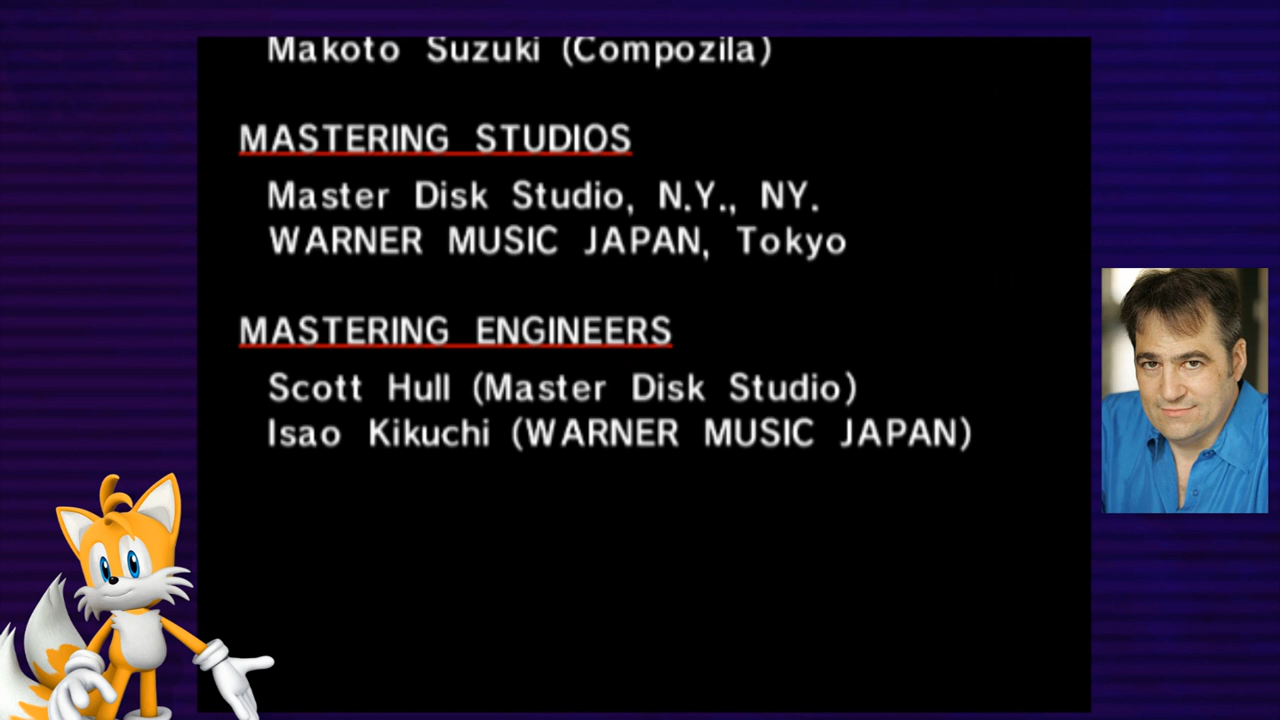 Makoto Suzuki (Compozila)
MASTERING STUDIOS
Master Disk Studio, N.Y., NY.
WARNER MUSIC JAPAN, Tokyo
MASTERING ENGINEERS
Scott Hull (Master Disk Studio)
Isao Kikuchi (WARNER MUSIC JAPAN)